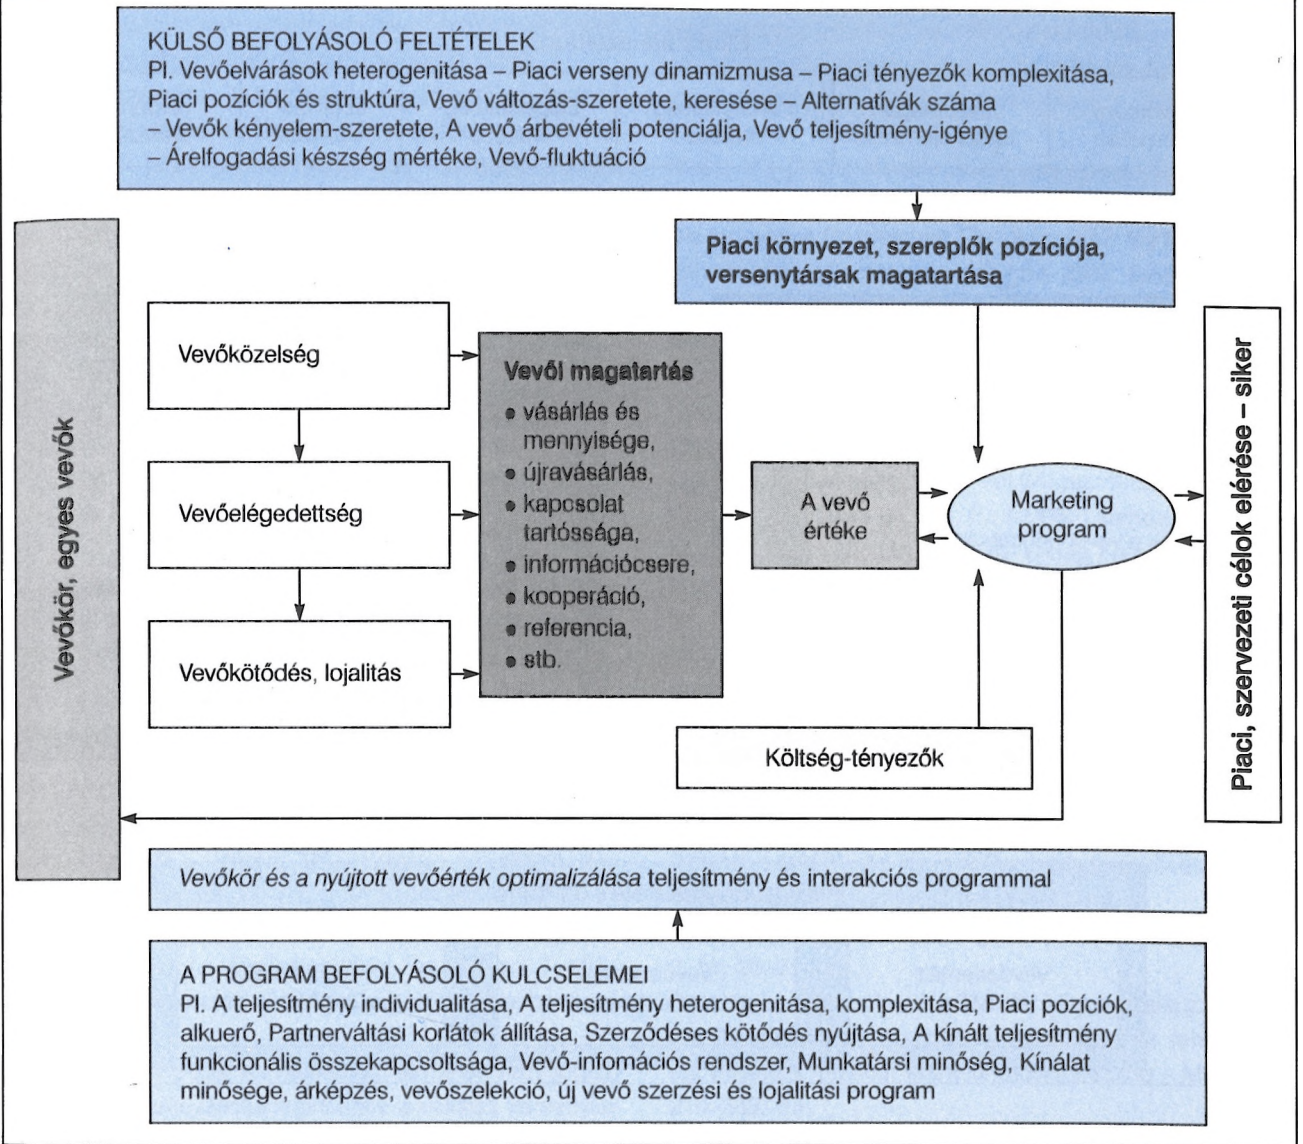 KÜLSŐ BEFOLYÁSOLÓ FELTÉTELEK
Pl. Vevőelvárások heterogenitása – Piaci verseny dinamizmusa – Piaci tényezők komplexitása,
Piaci pozíciók és struktúra, Vevő változás-szeretete, keresése – Alternatívák száma
– Vevők kényelem-szeretete, A vevő árbevételi potenciálja, Vevő teljesítmény-igénye
– Árelfogadási készség mértéke, Vevő-fluktuáció
Piaci környezet, szereplők pozíciója,
versenytársak magatartása
Vevőkör, egyes vevők
Vevőközelség
Vevőelégedettség
Vevőkötődés, lojalitás
Vevői magatartás
• vásárlás és
mennyisége,
• újravásárlás,
• kapcsolat
tartóssága,
• információcsere,
• kooperáció,
• referencia,
• stb.
A vevő
értéke
Marketing
program
Piaci, szervezeti célok elérése – siker
Költség-tényezők
Vevőkör és a nyújtott vevőérték optimalizálása teljesítmény és interakciós programmal
A PROGRAM BEFOLYÁSOLÓ KULCSELEMEI
Pl. A teljesítmény individualitása, A teljesítmény heterogenitása, komplexitása, Piaci pozíciók,
alkuerő, Partnerváltási korlátok állítása, Szerződéses kötődés nyújtása, A kínált teljesítmény
funkcionális összekapcsoltsága, Vevő-infomációs rendszer, Munkatársi minőség, Kínálat
minősége, árképzés, vevőszelekció, új vevő szerzési és lojalitási program